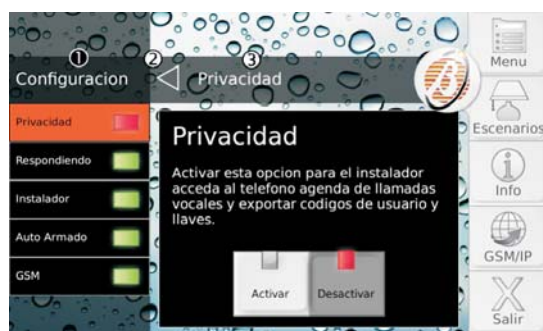 ① ② ③
Configuracion
Privacidad
Privacidad
Respondiendo
Instalador
Auto Armado
GSM
Privacidad
Activar esta opcion para el instalador
acceda al telefono agenda de llamadas
vocales y exportar codigos de usuario y
llaves.
Activar
Desactivar
B
Menu
Escenarios
Info
GSM/IP
Salir